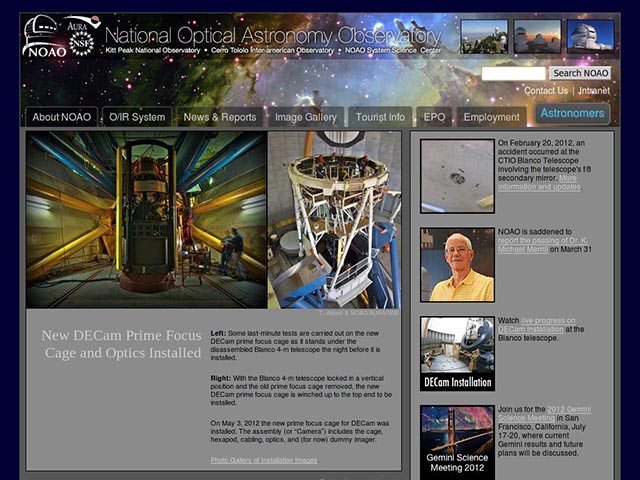 NOAO
AURA
NSF
National Optical Astronomy Observatory
Kitt Peak National Observatory • Cerro Tololo Inter-american Observatory • NOAO System Science Center
Search NOAO
Contact Us | Intranet
About NOAO
O/IR System
News & Reports
Image Gallery
Tourist Info
EPO
Employment
Astronomers
T. Abbott & NOAO/AURA/NSF
New DECam Prime Focus
Cage and Optics Installed
Left: Some last-minute tests are carried out on the new
DECam prime focus cage as it stands under the
disassembled Blanco 4-m telescope the night before it is
installed.
Right: With the Blanco 4-m telescope locked in a vertical
position and the old prime focus cage removed, the new
DECam prime focus cage is winched up to the top end to be
installed.
On May 3, 2012 the new prime focus cage for DECam was
installed. The assembly (or “Camera”) includes the cage,
hexapod, cabling, optics, and (for now) dummy imager.
Photo Gallery of Installation Images.
On February 20, 2012, an
accident occurred at the
CTIO Blanco Telescope
involving the telescope's f/8
secondary mirror. More
information and updates.
NOAO is saddened to
report the passing of Dr. K.
Michael Merrill on March 31
Watch live progress on
DECam Installation at the
Blanco telescope.
DECam Installation
Join us for the 2012 Gemini
Science Meeting in San
Francisco, California, July
17-20, where current
Gemini results and future
plans will be discussed.
Gemini Science
Meeting 2012